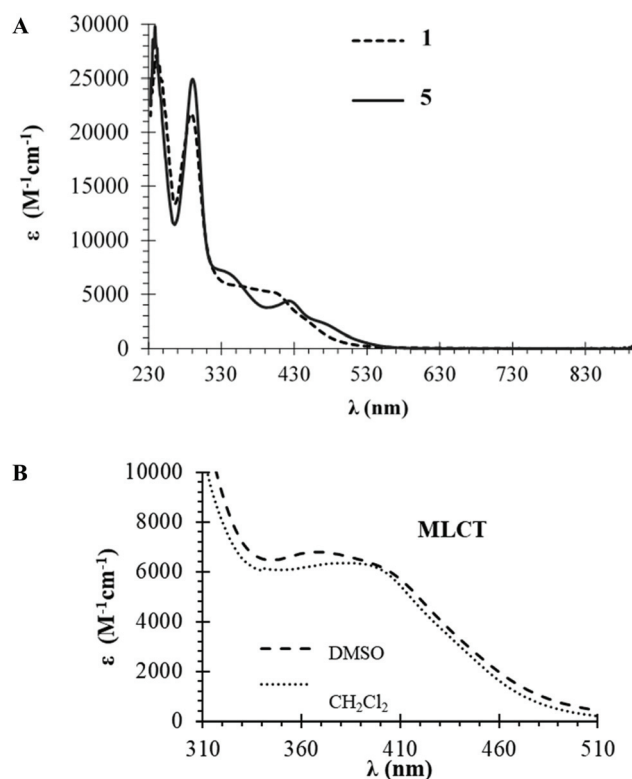 A
30000
25000
20000
15000
10000
5000
0
ε (M⁻¹cm⁻¹)
1
5
230 330 430 530 630 730 830
λ (nm)
B
10000
8000
6000
4000
2000
0
ε (M⁻¹cm⁻¹)
MLCT
DMSO
CH₂Cl₂
310 360 410 460 510
λ (nm)